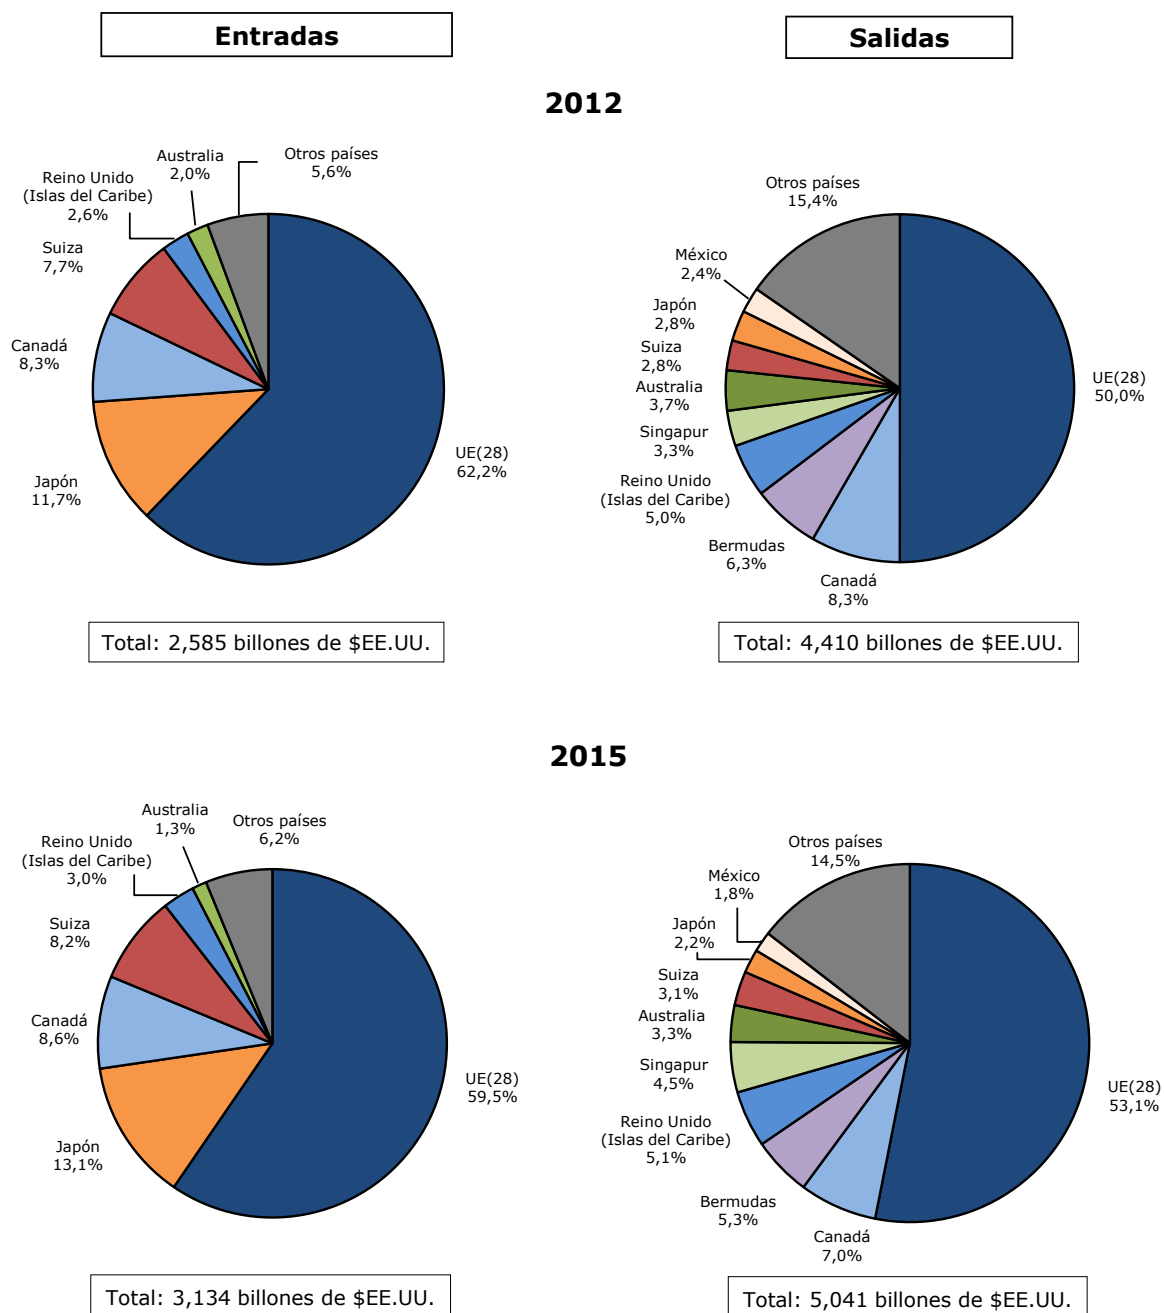 Entradas
Salidas
2012
Australia
2,0%
Otros países
5,6%
Reino Unido
(Islas del Caribe)
2,6%
Suiza
7,7%
Canadá
8,3%
Japón
11,7%
UE(28)
62,2%
Total: 2,585 billones de $EE.UU.
Otros países
15,4%
México
2,4%
Japón
2,8%
Suiza
2,8%
Australia
3,7%
Singapur
3,3%
Reino Unido
(Islas del Caribe)
5,0%
Bermudas
6,3%
Canadá
8,3%
UE(28)
50,0%
Total: 4,410 billones de $EE.UU.
2015
Australia
1,3%
Otros países
6,2%
Reino Unido
(Islas del Caribe)
3,0%
Suiza
8,2%
Canadá
8,6%
Japón
13,1%
UE(28)
59,5%
Total: 3,134 billones de $EE.UU.
Otros países
14,5%
México
1,8%
Japón
2,2%
Suiza
3,1%
Australia
3,3%
Singapur
4,5%
Reino Unido
(Islas del Caribe)
5,1%
Bermudas
5,3%
Canadá
7,0%
UE(28)
53,1%
Total: 5,041 billones de $EE.UU.